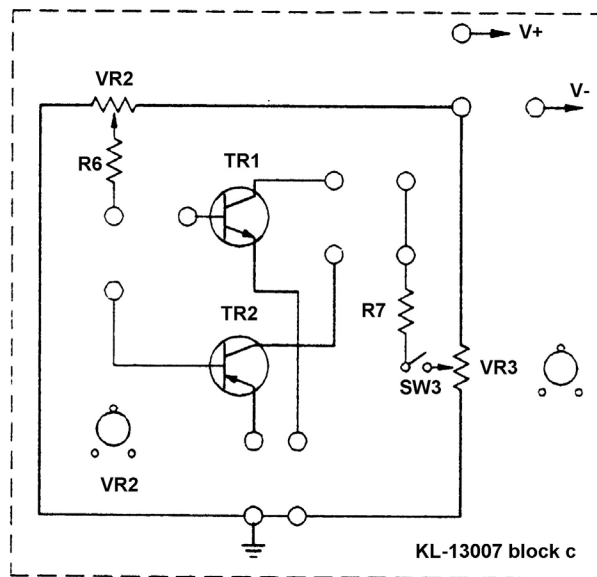 V+
VR2
V-
R6
TR1
TR2
R7
SW3
VR3
VR2
KL-13007 block c